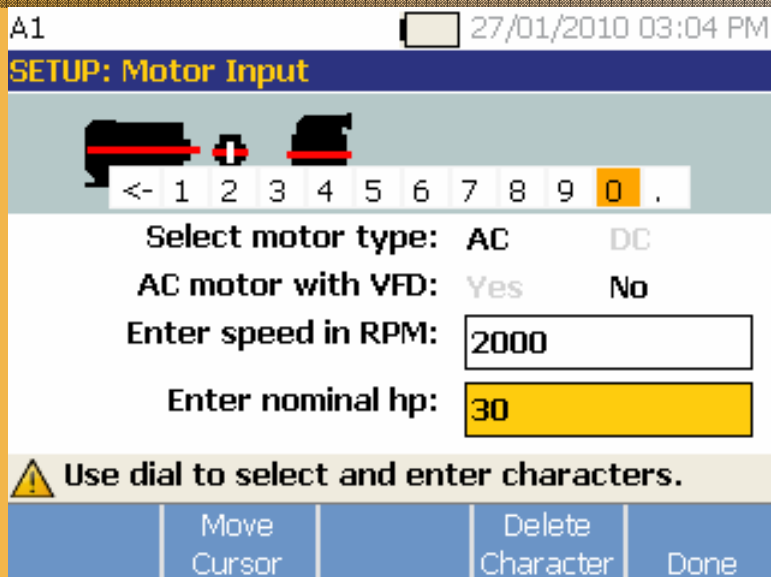 A1 27/01/2010 03:04 PM
SETUP: Motor Input
<- 1 2 3 4 5 6 7 8 9 0 .
Select motor type: AC DC
AC motor with VFD: Yes No
Enter speed in RPM: 2000
Enter nominal hp: 30
Use dial to select and enter characters.
Move Delete
Cursor Character Done